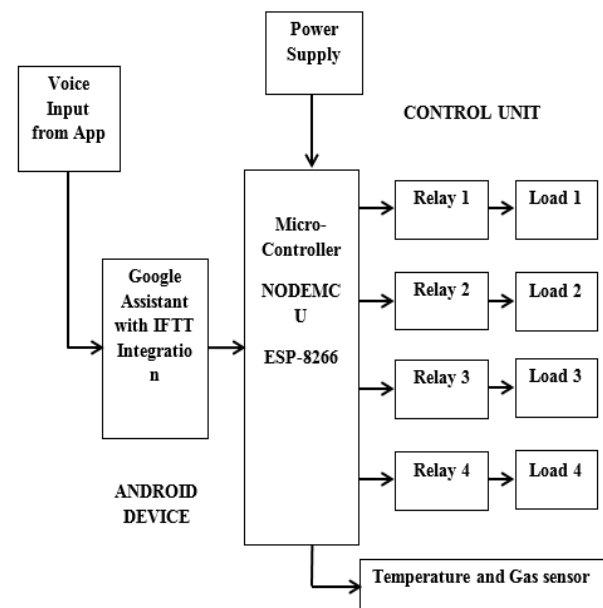 Power
Supply
Voice
Input
from App
CONTROL UNIT
Micro-
Controller
NODEMC
U
ESP-8266
Relay 1
Load 1
Google
Assistant
with IFTT
Integratio
n
Relay 2
Load 2
Relay 3
Load 3
Relay 4
Load 4
ANDROID
DEVICE
Temperature and Gas sensor